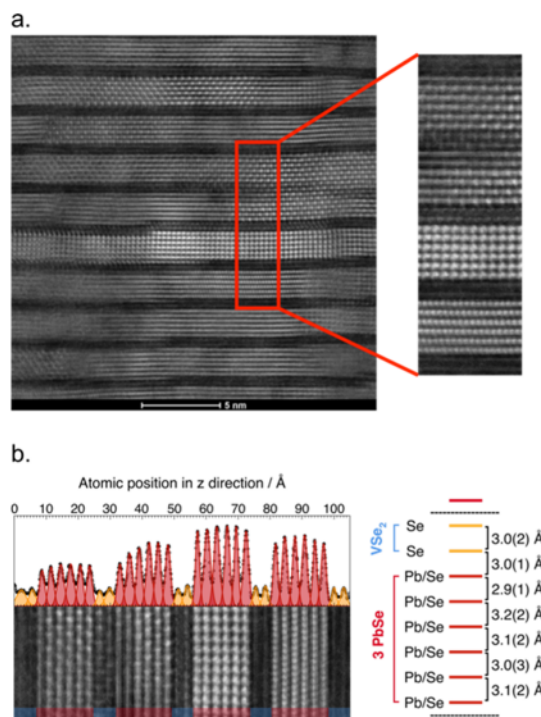 a.
5 nm
b.
Atomic position in z direction / Å
0 10 20 30 40 50 60 70 80 90 100
VSe₂
Se
3.0(2) Å
Se
3.0(1) Å
Pb/Se
2.9(1) Å
3 PbSe
Pb/Se
3.2(2) Å
Pb/Se
3.1(2) Å
Pb/Se
3.0(3) Å
Pb/Se
3.1(2) Å
Pb/Se